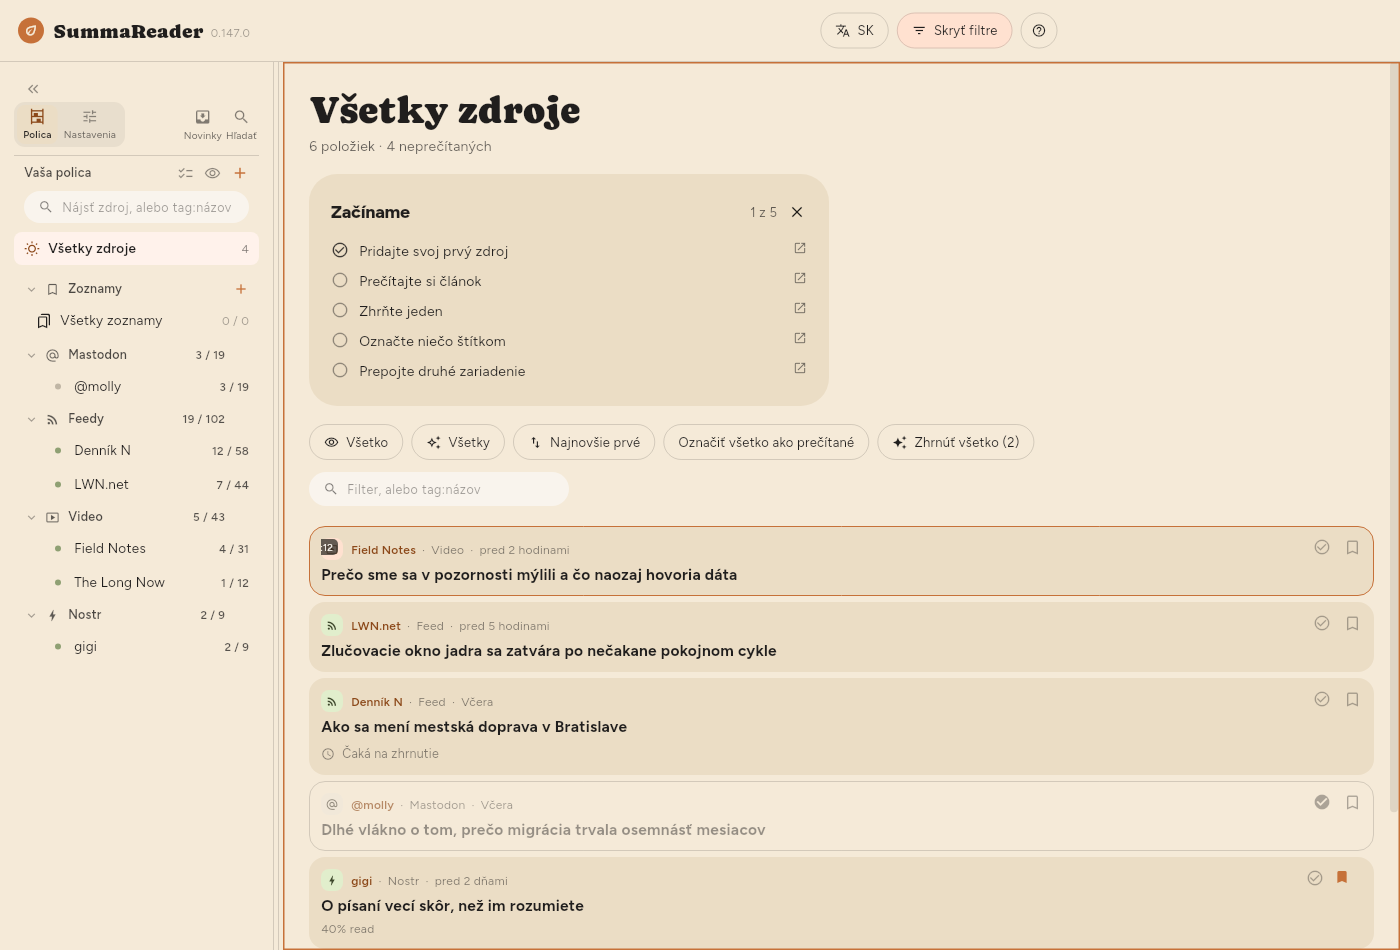 SummaReader 0.147.0
SK
Skryť filtre
Polica
Nastavenia
Novinky
Hľadať
Vaša polica
Nájsť zdroj, alebo tag:názov
Všetky zdroje 4
Zoznamy
Všetky zoznamy 0 / 0
Mastodon 3 / 19
@molly 3 / 19
Feedy 19 / 102
Denník N 12 / 58
LWN.net 7 / 44
Video 5 / 43
Field Notes 4 / 31
The Long Now 1 / 12
Nostr 2 / 9
gigi 2 / 9
Všetky zdroje
6 položiek · 4 neprečítaných
Začíname 1 z 5
Pridajte svoj prvý zdroj
Prečítajte si článok
Zhrňte jeden
Označte niečo štítkom
Prepojte druhé zariadenie
Všetko
Všetky
Najnovšie prvé
Označiť všetko ako prečítané
Zhrnúť všetko (2)
Filter, alebo tag:názov
:12 Field Notes · Video · pred 2 hodinami
Prečo sme sa v pozornosti mýlili a čo naozaj hovoria dáta
LWN.net · Feed · pred 5 hodinami
Zlučovacie okno jadra sa zatvára po nečakane pokojnom cykle
Denník N · Feed · Včera
Ako sa mení mestská doprava v Bratislave
Čaká na zhrnutie
@molly · Mastodon · Včera
Dlhé vlákno o tom, prečo migrácia trvala osemnásť mesiacov
gigi · Nostr · pred 2 dňami
O písaní vecí skôr, než im rozumiete
40% read